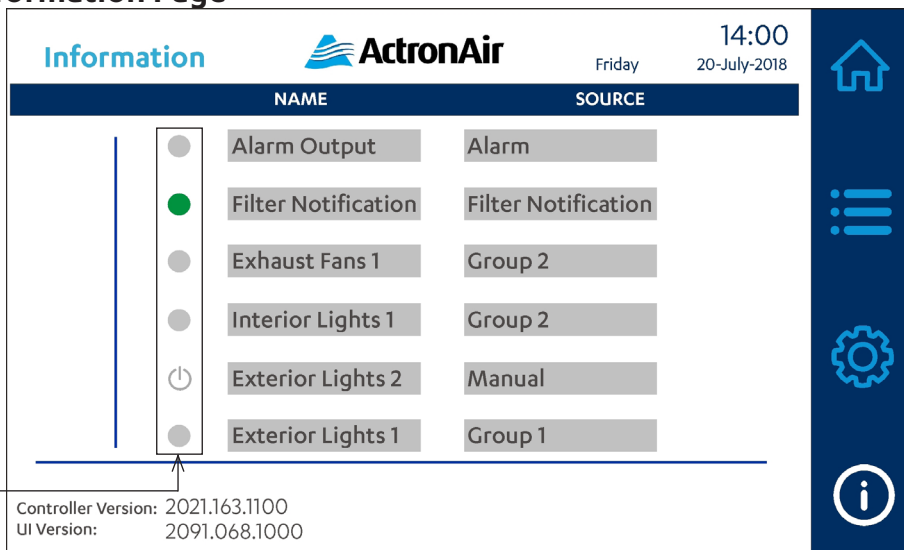 Information Page
Information
ActronAir
Friday
14:00
20-July-2018
NAME SOURCE
Alarm Output Alarm
Filter Notification Filter Notification
Exhaust Fans 1 Group 2
Interior Lights 1 Group 2
Exterior Lights 2 Manual
Exterior Lights 1 Group 1
Controller Version: 2021.163.1100
UI Version: 2091.068.1000